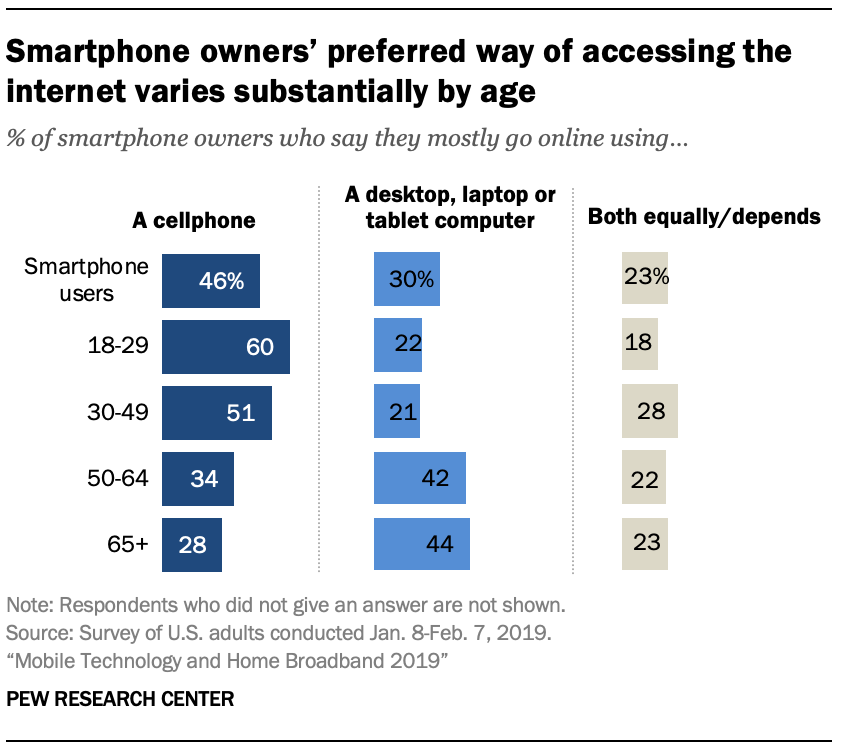 Smartphone owners’ preferred way of accessing the
internet varies substantially by age
% of smartphone owners who say they mostly go online using...
A cellphone
A desktop, laptop or
tablet computer
Both equally/depends
Smartphone
users
46%
30%
23%
18-29
60
22
18
30-49
51
21
28
50-64
34
42
22
65+
28
44
23
Note: Respondents who did not give an answer are not shown.
Source: Survey of U.S. adults conducted Jan. 8-Feb. 7, 2019.
“Mobile Technology and Home Broadband 2019”
PEW RESEARCH CENTER